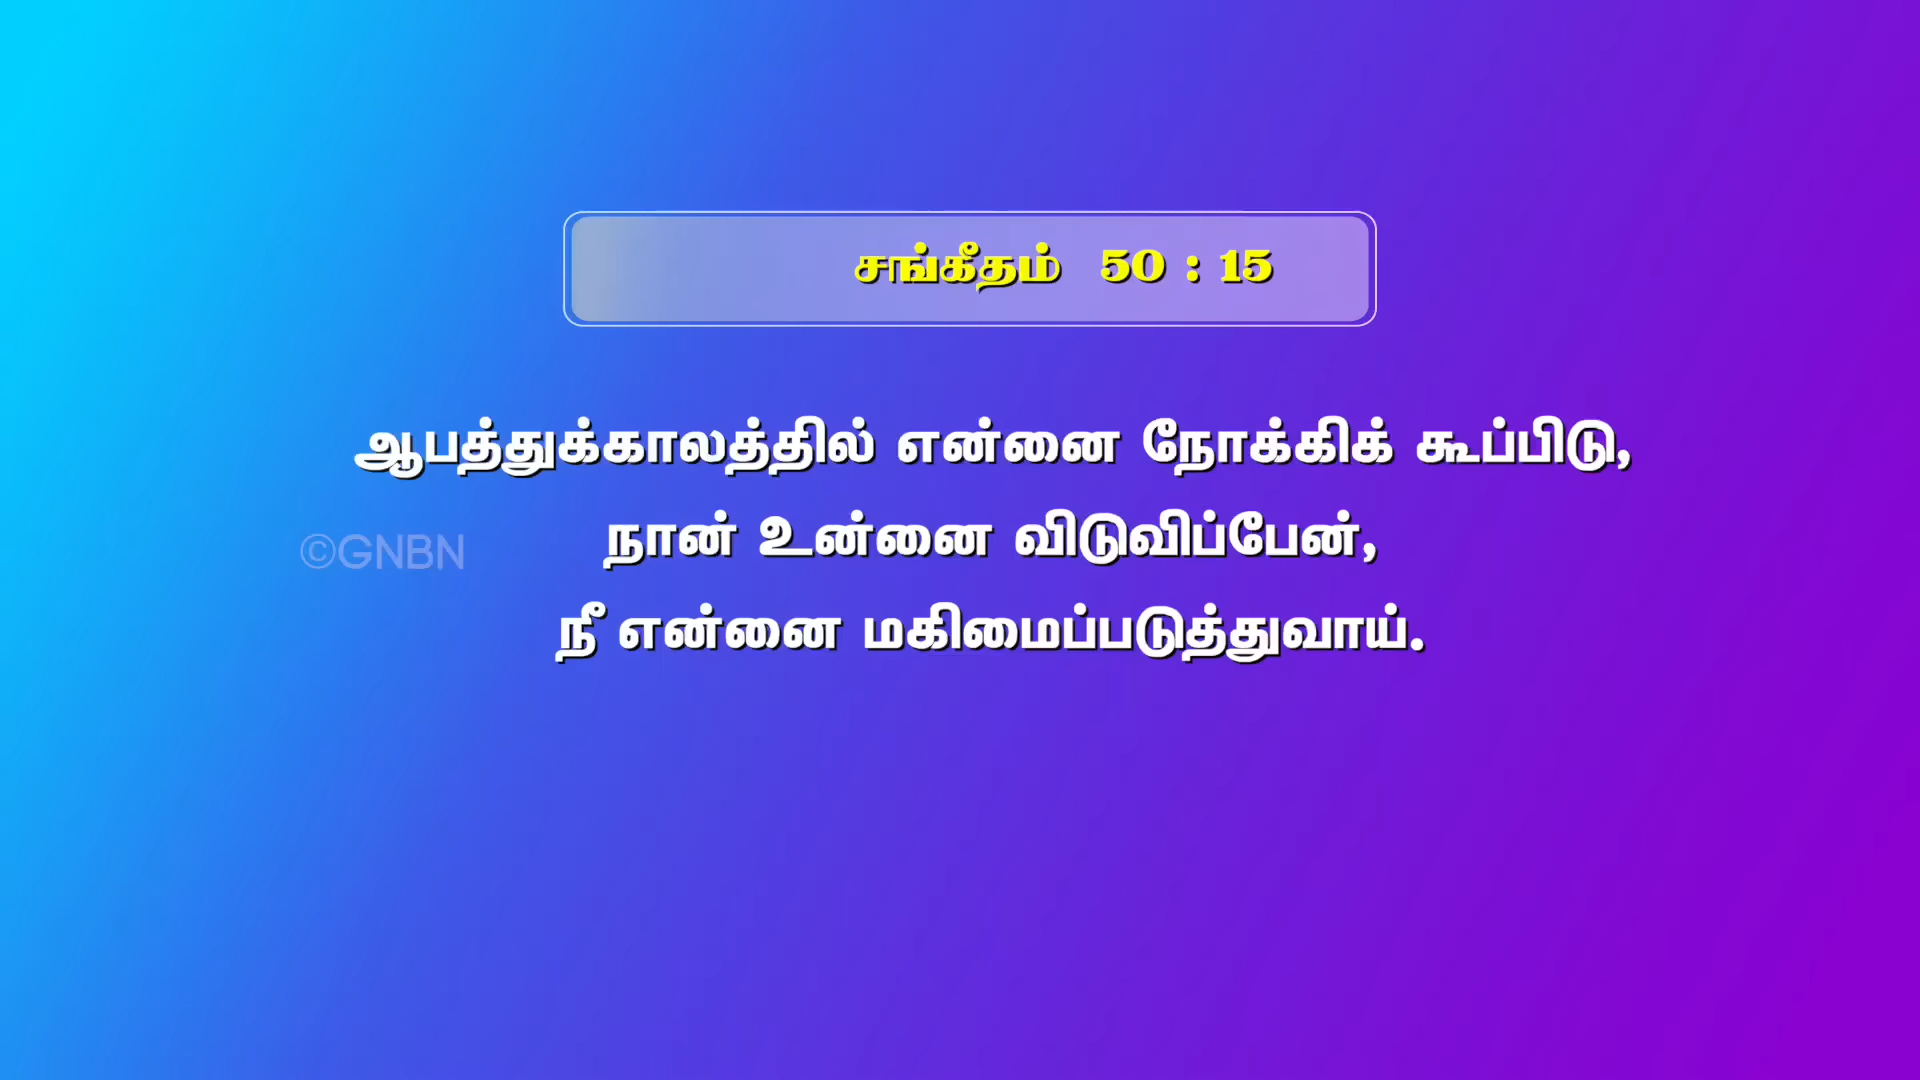 சங்கீதம் 50 : 15
ஆபத்துக்காலத்தில் என்னை நோக்கிக் கூப்பிடு,
நான் உன்னை விடுவிப்பேன்,
©GNBN
நீ என்னை மகிமைப்படுத்துவாய்.